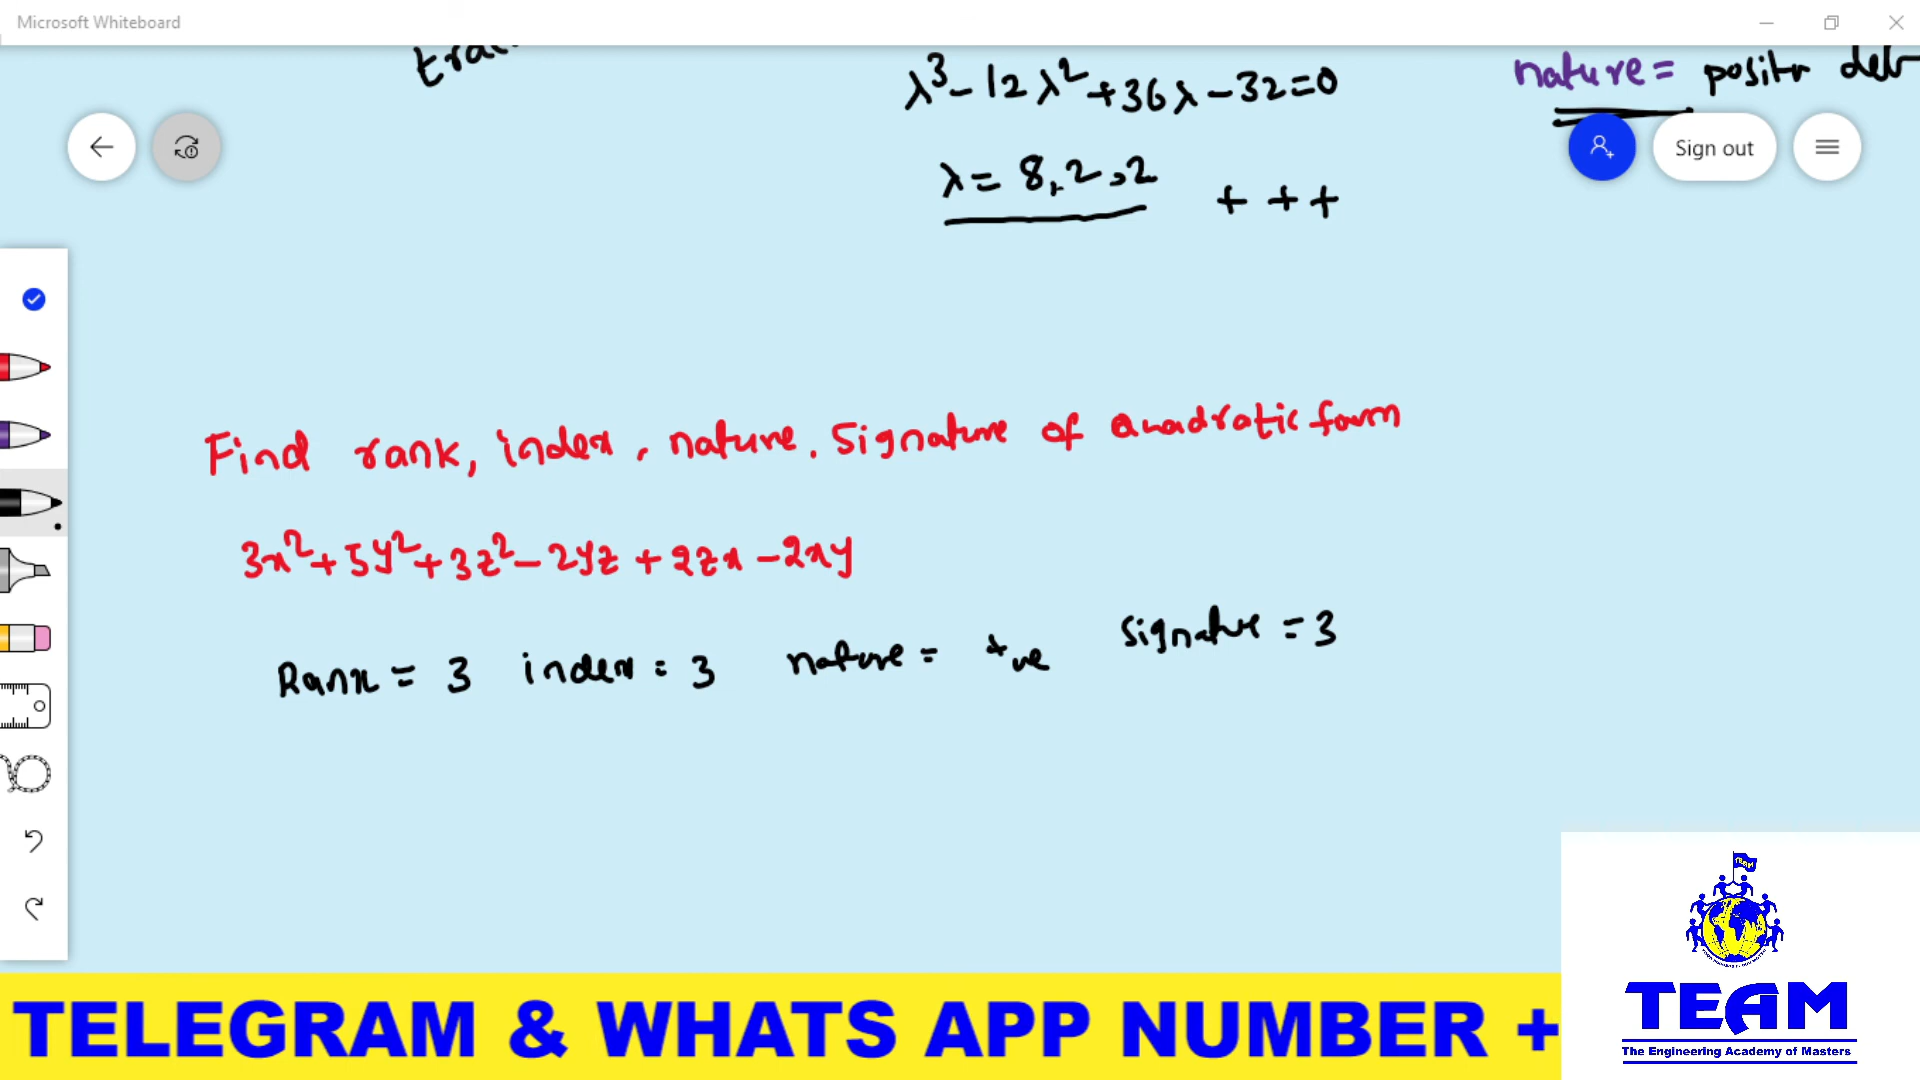 Microsoft Whiteboard
λ³-12λ²+36λ-32=0
nature=
λ= 8,2,2 + + +
Sign out
Find rank, index, nature. Signature of Quadratic form
3x²+5y²+3z²-2yz+2zx-2xy
Rank = 3 index = 3 nature = +ve Signature = 3
TELEGRAM & WHATS APP NUMBER +
TEAM
The Engineering Academy of Masters